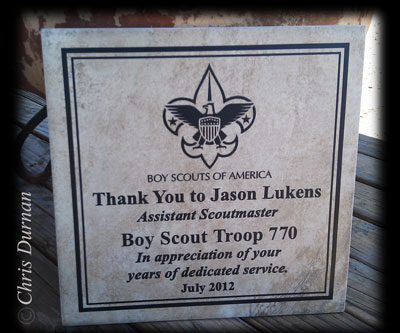 BOY SCOUTS OF AMERICA
Thank You to Jason Lukens
Assistant Scoutmaster
Boy Scout Troop 770
In appreciation of your
years of dedicated service.
July 2012
© Chris Durnan